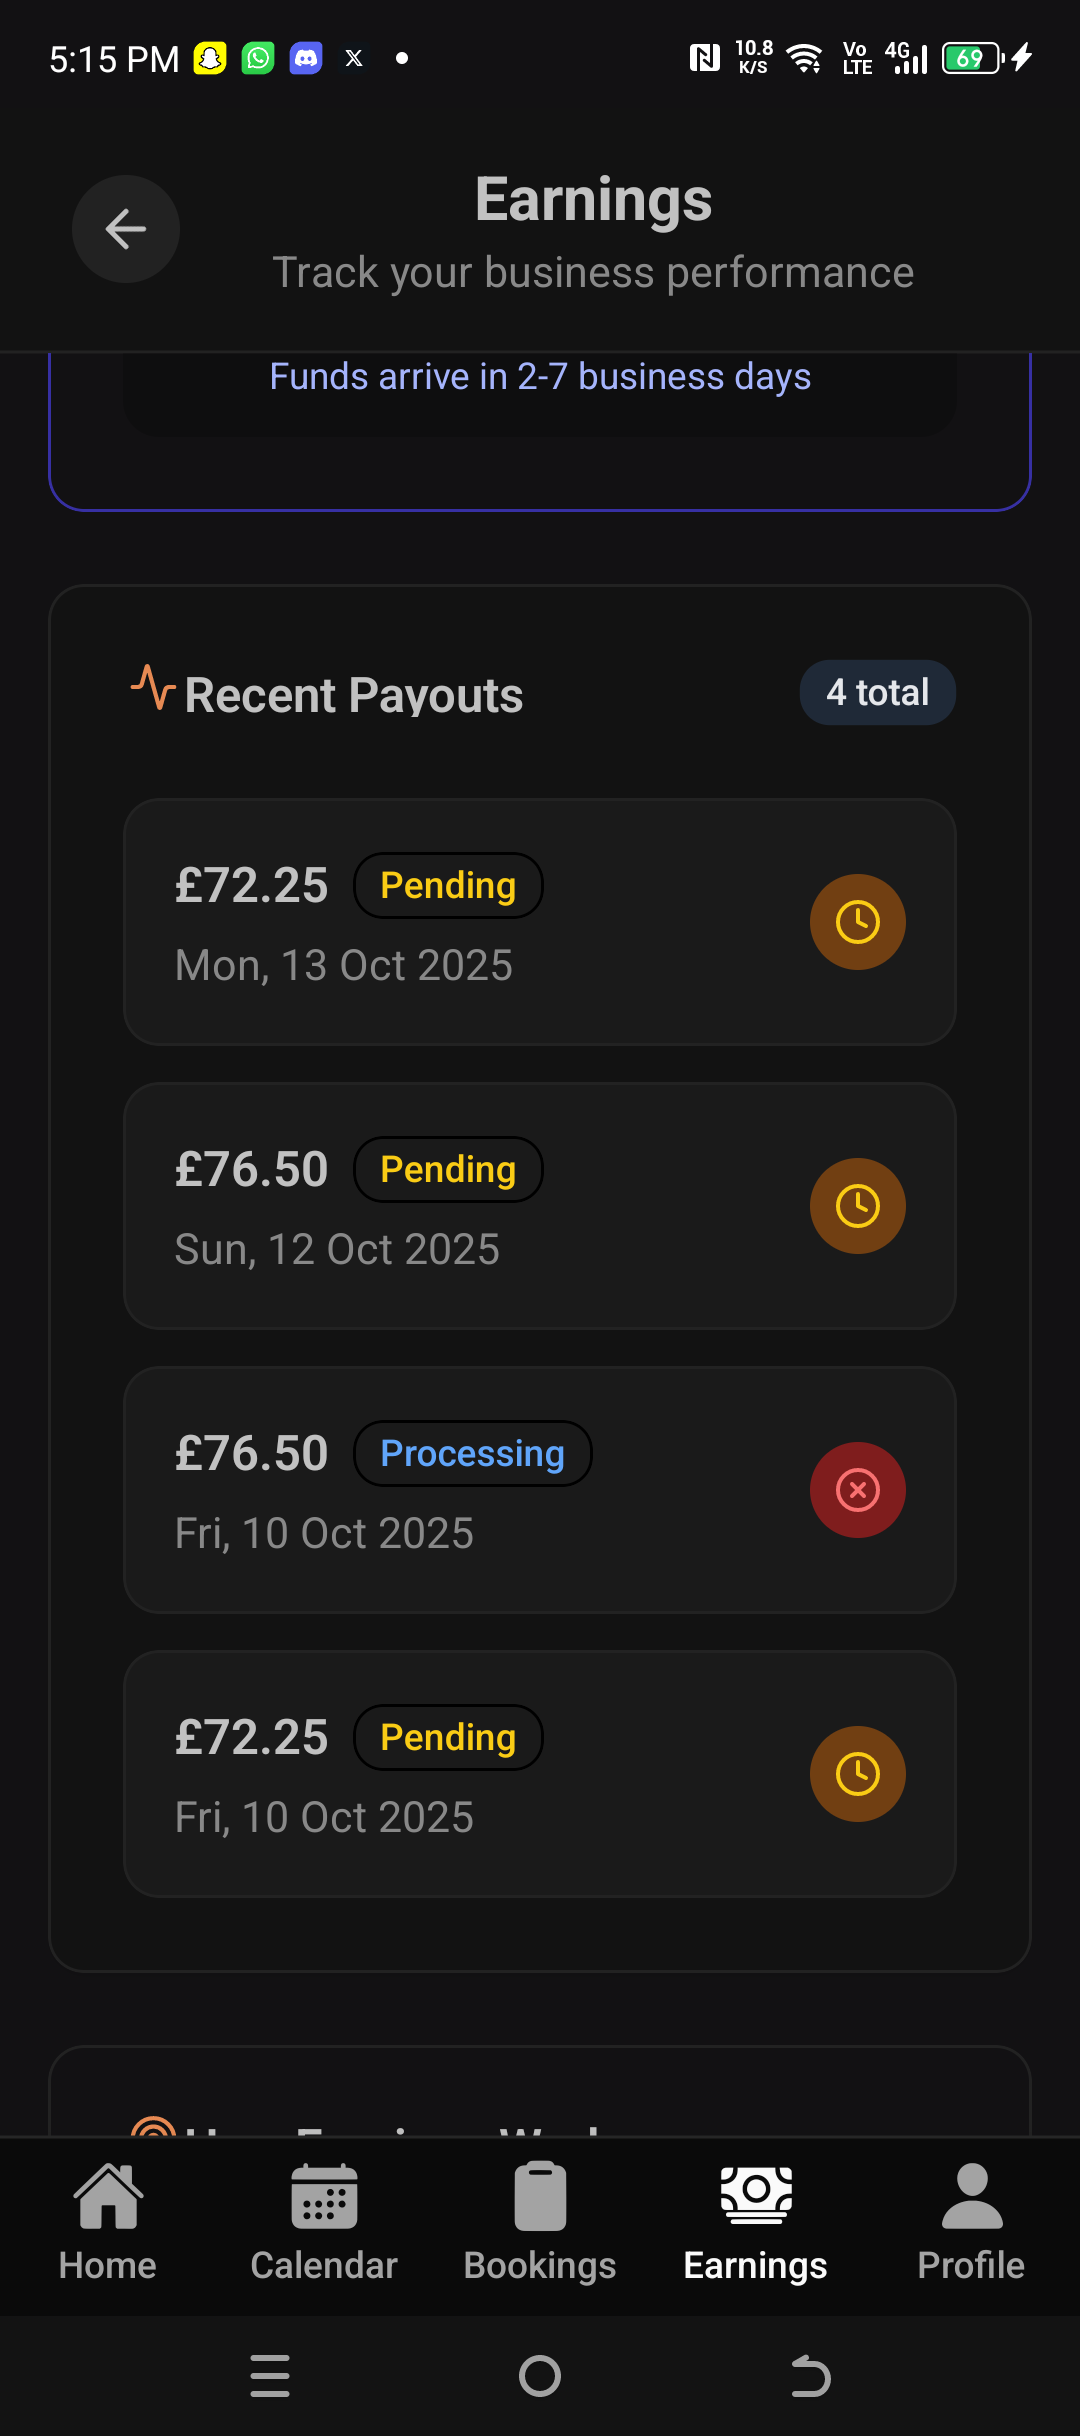 5:15 PM
10.8
K/S
Vo
LTE
4G
69
Earnings
Track your business performance
Funds arrive in 2-7 business days
Recent Payouts
4 total
£72.25 Pending
Mon, 13 Oct 2025
£76.50 Pending
Sun, 12 Oct 2025
£76.50 Processing
Fri, 10 Oct 2025
£72.25 Pending
Fri, 10 Oct 2025
Home
Calendar
Bookings
Earnings
Profile